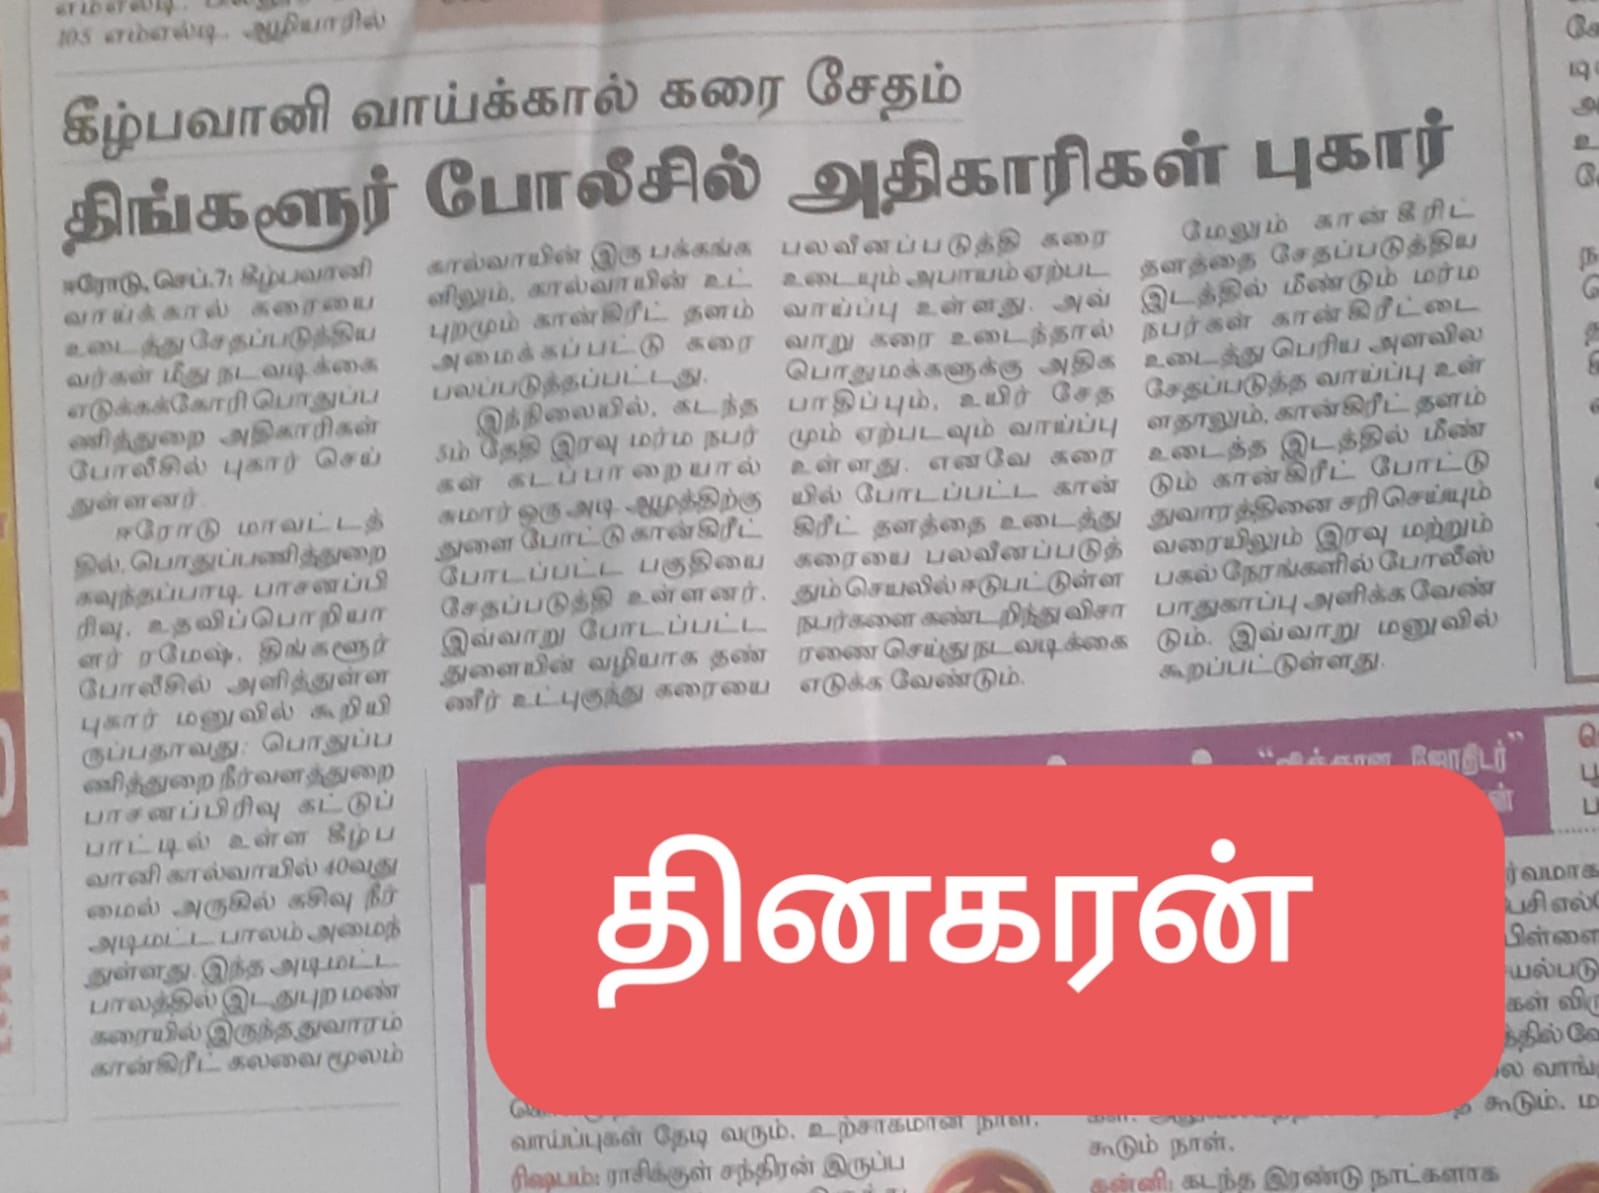 105 எம்எல்டி., ஆழியாரில்
கீழ்பவானி வாய்க்கால் கரை சேதம்
திங்களூர் போலீசில் அதிகாரிகள் புகார்
ஈரோடு, செப்.7: கீழ்பவானி
வாய்க்கால் கரையை
உடைத்து சேதப்படுத்திய
வர்கள் மீது நடவடிக்கை
எடுக்கக்கோரி பொதுப்ப
ணித்துறை அதிகாரிகள்
போலீசில் புகார் செய்
துள்ளனர்.
ஈரோடு மாவட்டத்
தில், பொதுப்பணித்துறை
கவுந்தப்பாடி, பாசனப்பி
ரிவு, உதவிப்பொறியா
ளர் ரமேஷ், திங்களூர்
போலீசில் அளித்துள்ள
புகார் மனுவில் கூறியி
ருப்பதாவது: பொதுப்ப
ணித்துறை நீர்வளத்துறை
பாசனப்பிரிவு கட்டுப்
பாட்டில் உள்ள கீழ்ப
வானி கால்வாயில் 40வது
மைல் அருகில் கசிவு நீர்
அடிமட்ட பாலம் அமைந்
துள்ளது. இந்த அடிமட்ட
பாலத்தில் இடதுபுற மண்
கரையில் இருந்த துவாரம்
கான்கிரீட் கலவை மூலம்
கால்வாயின் இரு பக்கங்க
ளிலும், கால்வாயின் உட்
புறமும் கான்கிரீட் தளம்
அமைக்கப்பட்டு கரை
பலப்படுத்தப்பட்டது.
இந்நிலையில், கடந்த
5ம் தேதி இரவு மர்ம நபர்
கள் கடப்பாறையால்
சுமார் ஒரு அடி ஆழத்திற்கு
துளை போட்டு கான்கிரீட்
போடப்பட்ட பகுதியை
சேதப்படுத்தி உள்ளனர்.
இவ்வாறு போடப்பட்ட
துளையின் வழியாக தண்
ணீர் உட்புகுந்து கரையை
பலவீனப்படுத்தி கரை
உடையும் அபாயம் ஏற்பட
வாய்ப்பு உள்ளது. அவ்
வாறு கரை உடைந்தால்
பொதுமக்களுக்கு அதிக
பாதிப்பும், உயிர் சேத
மும் ஏற்படவும் வாய்ப்பு
உள்ளது. எனவே கரை
யில் போடப்பட்ட கான்
கிரீட் தளத்தை உடைத்து
கரையை பலவீனப்படுத்
தும் செயலில் ஈடுபட்டுள்ள
நபர்களை கண்டறிந்து விசா
ரணை செய்து நடவடிக்கை
எடுக்க வேண்டும்.
மேலும் கான்கிரீட்
தளத்தை சேதப்படுத்திய
இடத்தில் மீண்டும் மர்ம
நபர்கள் கான்கிரீட்டை
உடைத்து பெரிய அளவில
சேதப்படுத்த வாய்ப்பு உள்
ளதாலும், கான்கிரீட் தளம்
உடைத்த இடத்தில் மீண்
டும் கான்கிரீட் போட்டு
துவாரத்தினை சரி செய்யும்
வரையிலும் இரவு மற்றும்
பகல் நேரங்களில் போலீஸ்
பாதுகாப்பு அளிக்க வேண்
டும். இவ்வாறு மனுவில்
கூறப்பட்டுள்ளது.
தினகரன்
வாய்ப்புகள் தேடி வரும். உற்சாகமான நாள்.
ரிஷபம்: ராசிக்குள் சந்திரன் இருப்ப
கூடும். ம
கூடும் நாள்.
கன்னி: கடந்த இரண்டு நாட்களாக